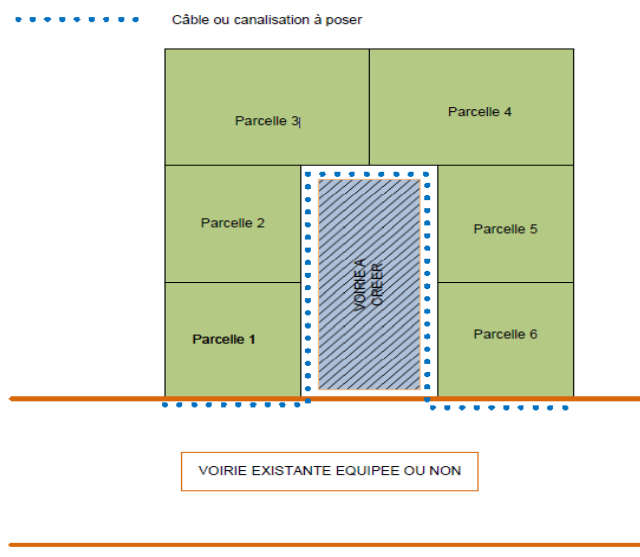 Câble ou canalisation à poser
Parcelle 3
Parcelle 4
Parcelle 2
Parcelle 5
VOIRIE A
CREER
Parcelle 1
Parcelle 6
VOIRIE EXISTANTE EQUIPEE OU NON